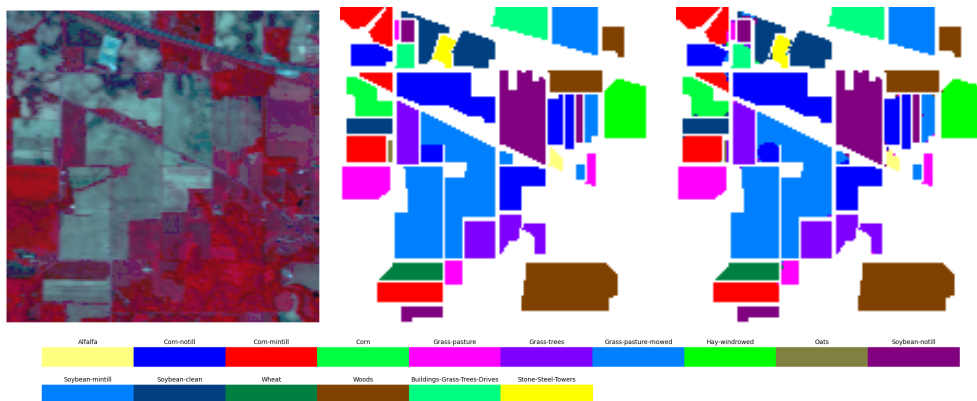 Alfalfa Corn-notill Corn-mintill Corn Grass-pasture Grass-trees Grass-pasture-mowed Hay-windrowed Oats Soybean-notill
Soybean-mintill Soybean-clean Wheat Woods Buildings-Grass-Trees-Drives Stone-Steel-Towers